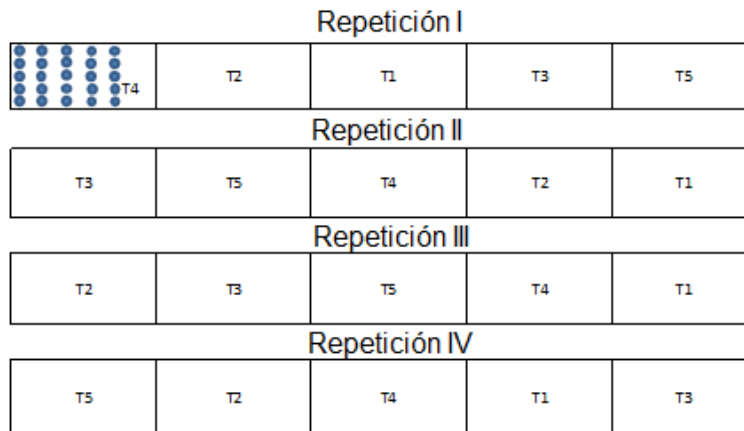 Repetición I
T4 T2 T1 T3 T5
Repetición II
T3 T5 T4 T2 T1
Repetición III
T2 T3 T5 T4 T1
Repetición IV
T5 T2 T4 T1 T3